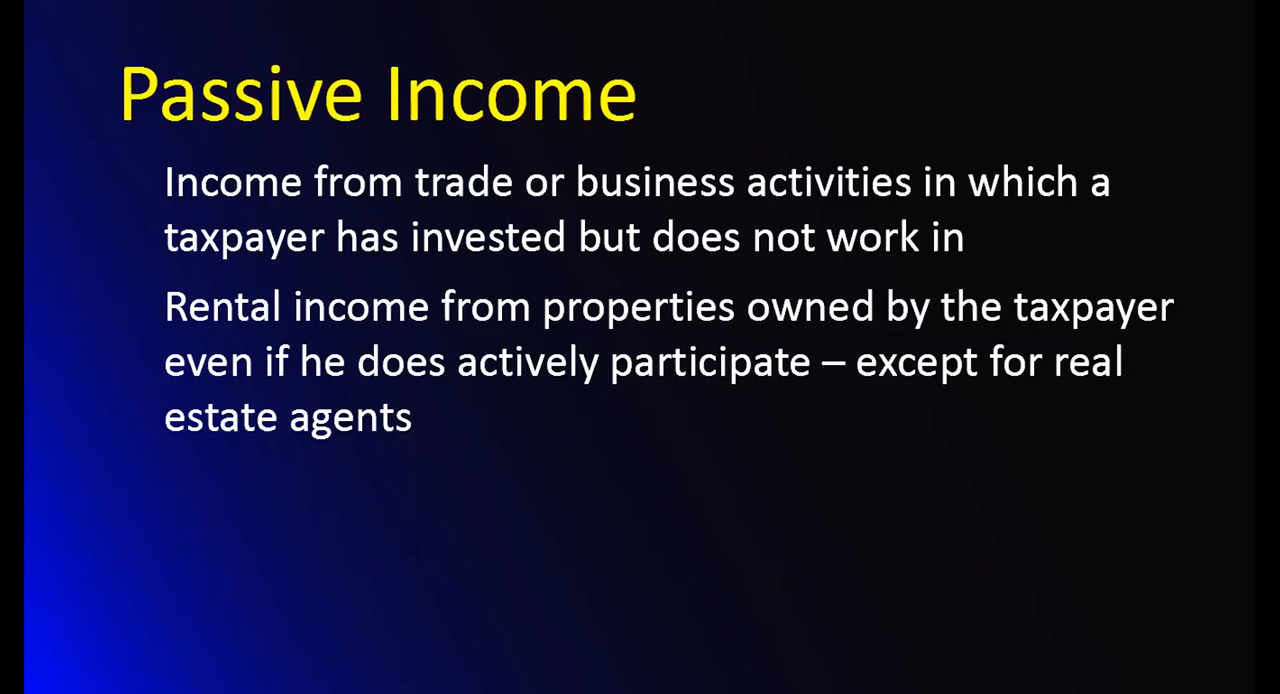 Passive Income
Income from trade or business activities in which a
taxpayer has invested but does not work in
Rental income from properties owned by the taxpayer
even if he does actively participate – except for real
estate agents